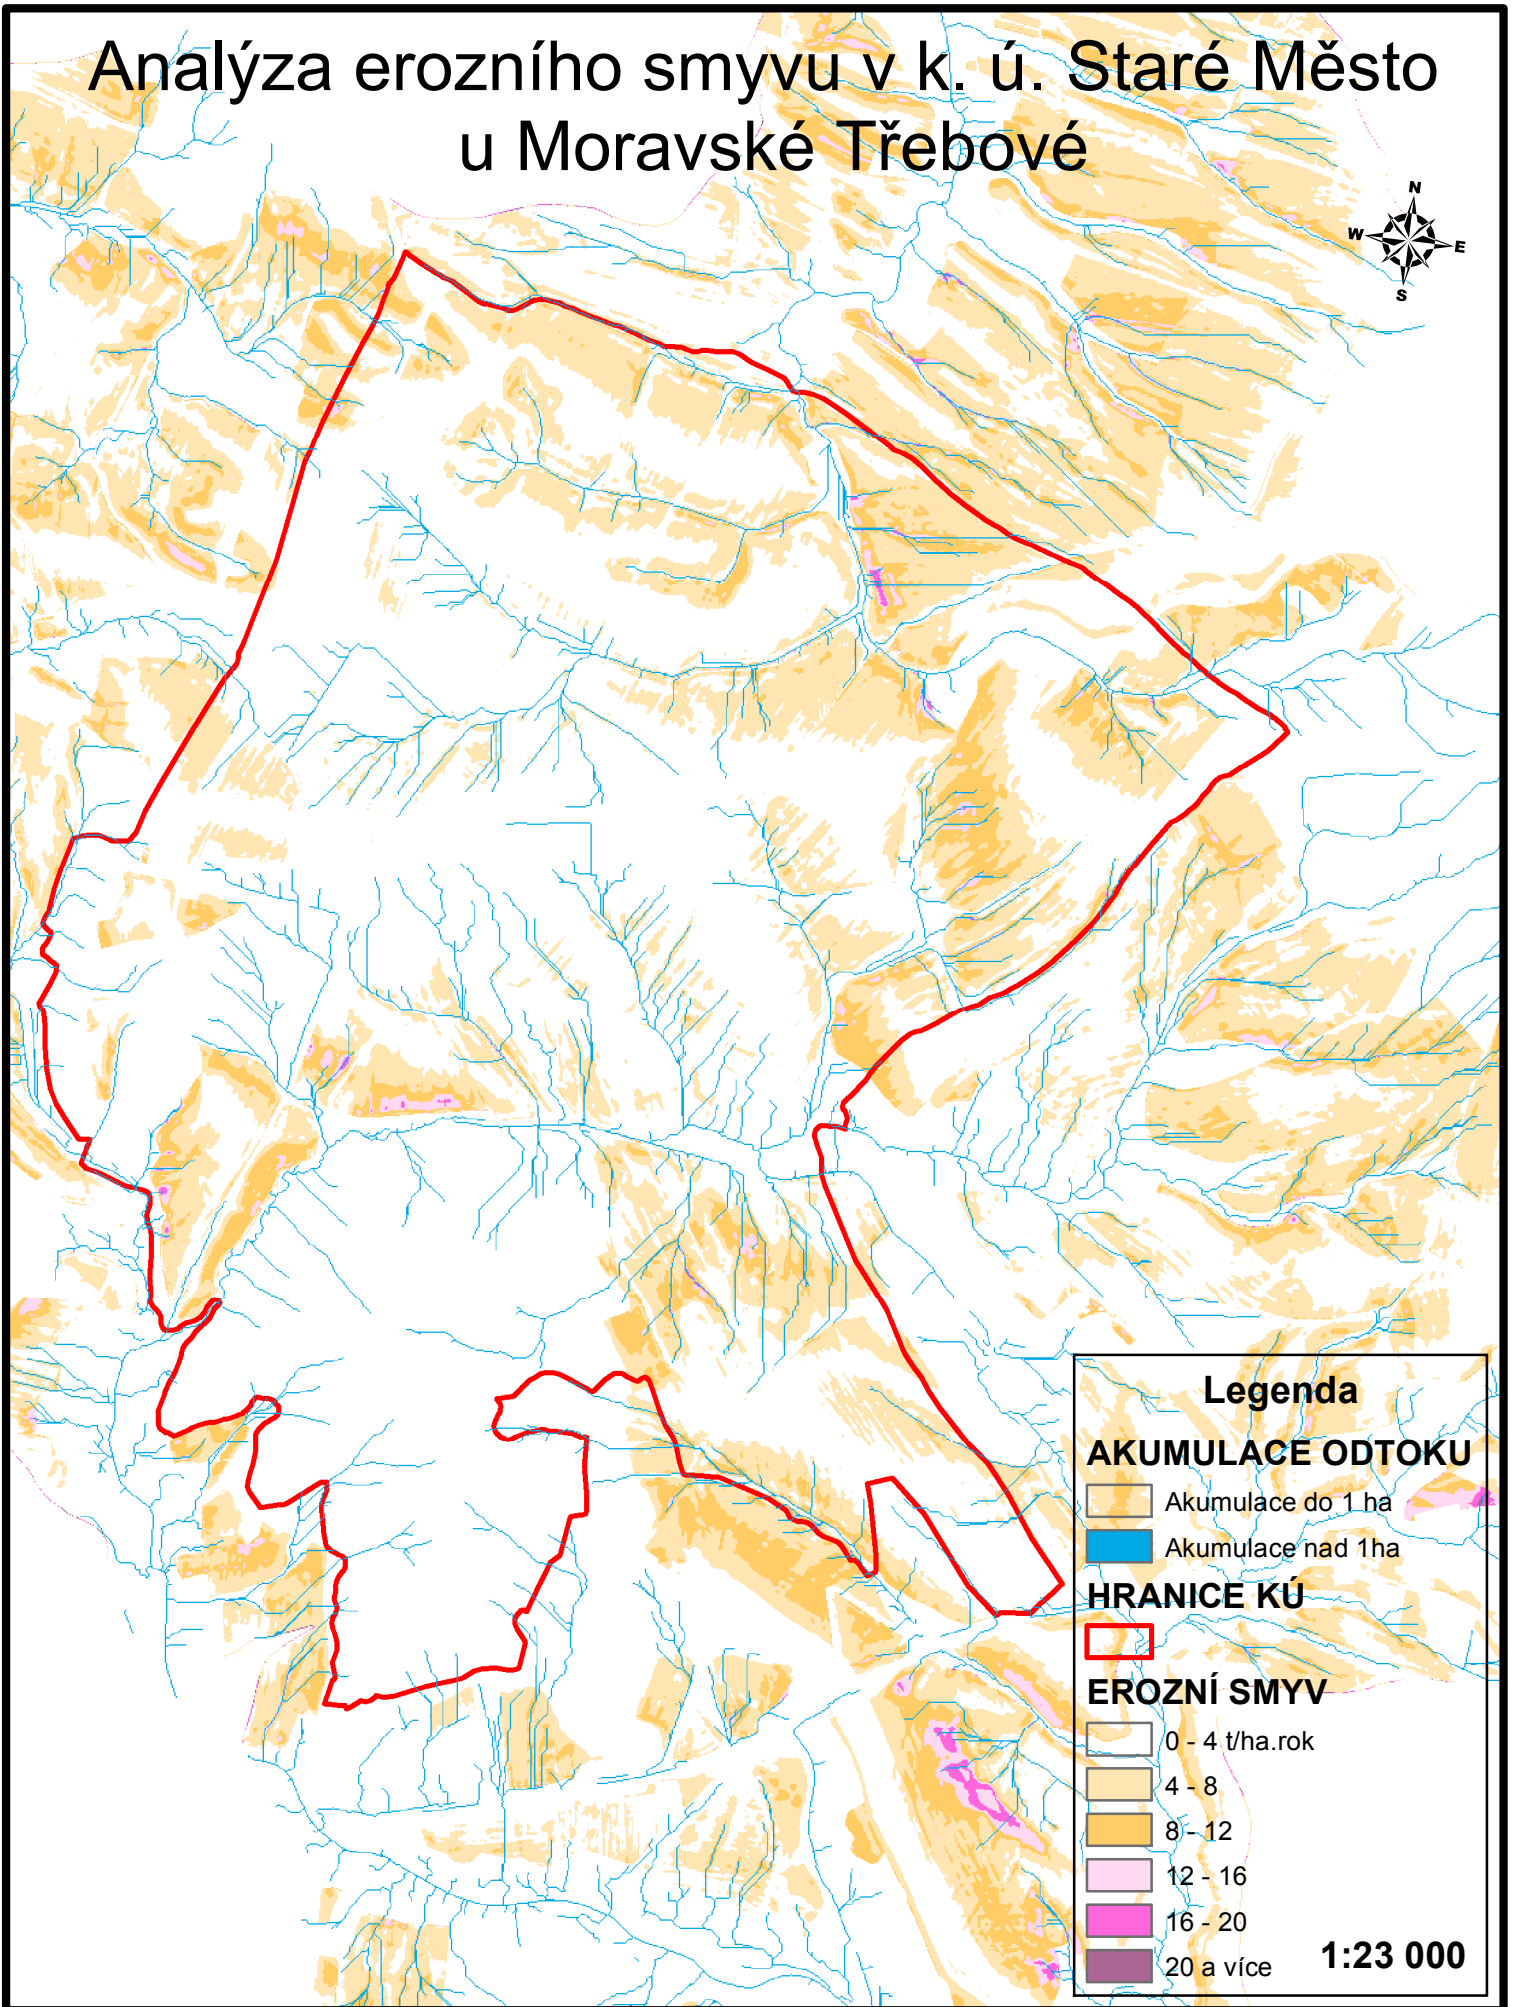 Analýza erozního smyvu v k. ú. Staré Město
u Moravské Třebové
N
W
E
S
Legenda
AKUMULACE ODTOKU
Akumulace do 1 ha
Akumulace nad 1ha
HRANICE KÚ
EROZNÍ SMYV
0 - 4 t/ha.rok
4 - 8
8 - 12
12 - 16
16 - 20
20 a více
1:23 000